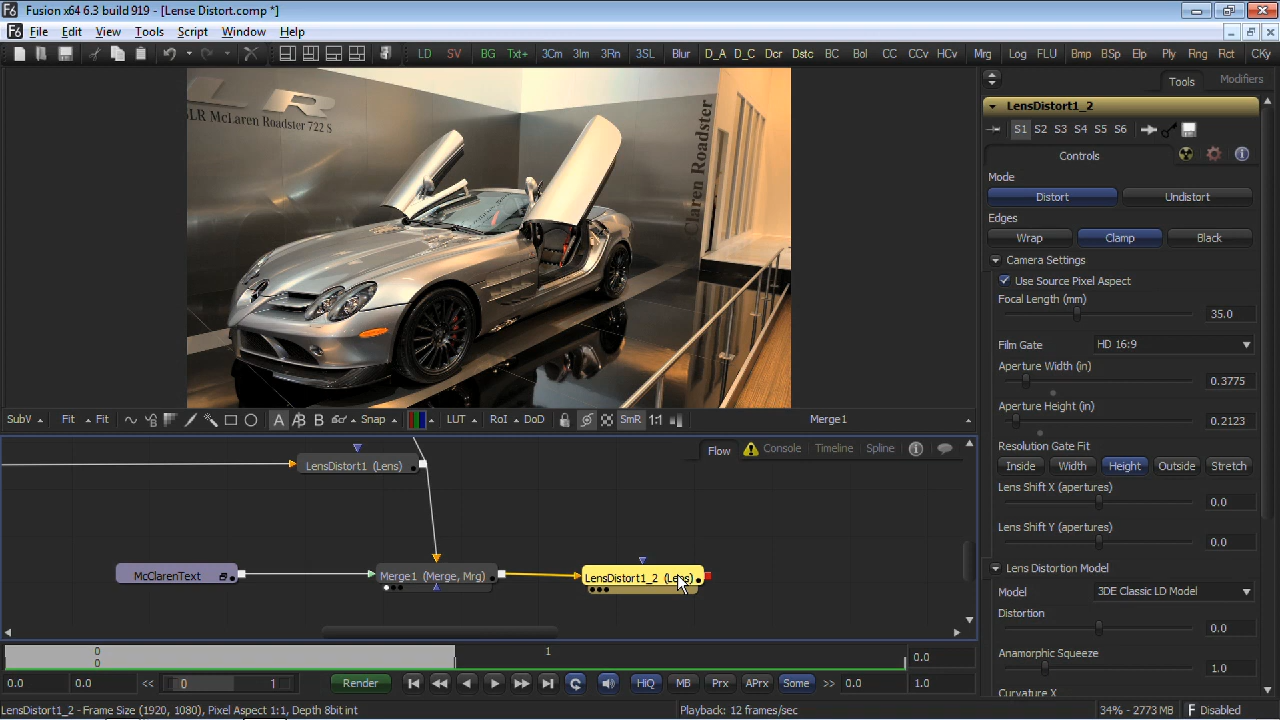 Fusion x64 6.3 build 919 - [Lense Distort.comp *]
File Edit View Tools Script Window Help
LD SV BG Txt+ 3Cm 3Im 3Rn 3SL Blur D_A D_C Dcr Dstc BC Bol CC CCv HCv Mrg Log FLU Bmp BSp Elp Ply Rng Rct CKy
Tools Modifiers
LensDistort1_2
S1 S2 S3 S4 S5 S6
Controls
Mode
Distort Undistort
Edges
Wrap Clamp Black
Camera Settings
Use Source Pixel Aspect
Focal Length (mm)
35.0
Film Gate HD 16:9
Aperture Width (in)
0.3775
Aperture Height (in)
0.2123
Resolution Gate Fit
Inside Width Height Outside Stretch
Lens Shift X (apertures)
0.0
Lens Shift Y (apertures)
0.0
Lens Distortion Model
Model 3DE Classic LD Model
Distortion
0.0
Anamorphic Squeeze
1.0
Curvature X
LR
SLR McLaren Roadster 722 S
Claren Roadster
SubV Fit Fit Snap A B LUT RoI DoD SmR 1:1 Merge1
Flow Console Timeline Spline
LensDistort1 (Lens)
McClarenText
Merge1 (Merge, Mrg)
LensDistort1_2 (Lens)
0 1 0.0
0
0.0 0.0 << 0 1 Render HiQ MB Prx APrx Some >> 0.0 1.0
LensDistort1_2 - Frame Size (1920, 1080), Pixel Aspect 1:1, Depth 8bit int
Playback: 12 frames/sec
34% - 2773 MB
Disabled